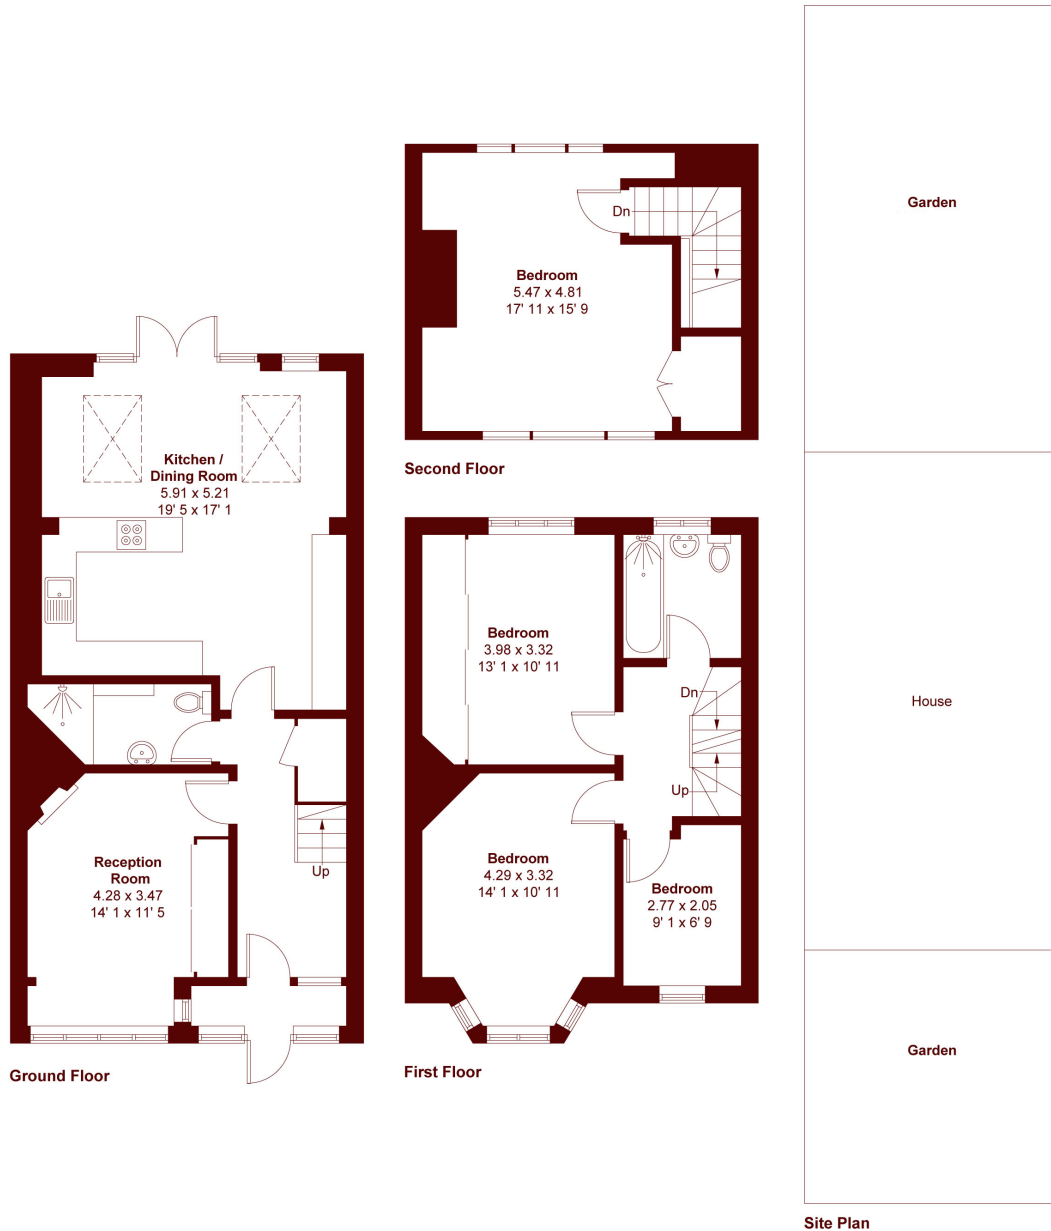 Garden
Dn
Bedroom
5.47 x 4.81
17' 11 x 15' 9
Second Floor
Kitchen /
Dining Room
5.91 x 5.21
19' 5 x 17' 1
Reception
Room
4.28 x 3.47
14' 1 x 11' 5
Up
Ground Floor
Bedroom
3.98 x 3.32
13' 1 x 10' 11
Dn
Up
Bedroom
4.29 x 3.32
14' 1 x 10' 11
Bedroom
2.77 x 2.05
9' 1 x 6' 9
First Floor
House
Garden
Site Plan